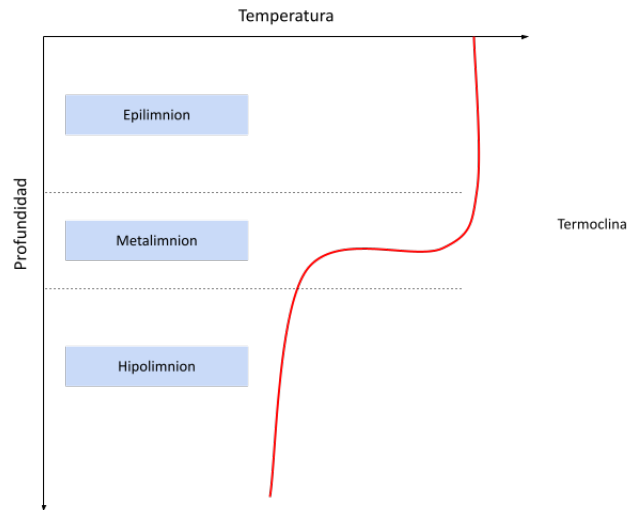 Temperatura
Epilimnion
Profundidad
Metalimnion
Termoclina
Hipolimnion